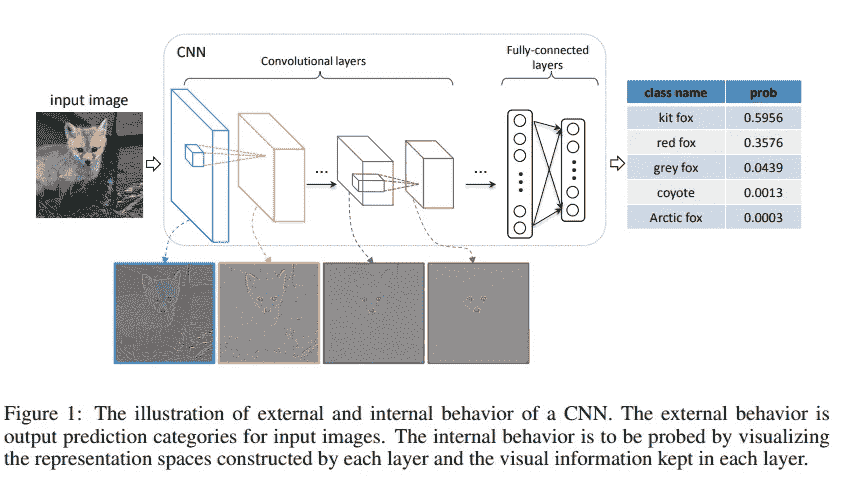 CNN
Convolutional layers
Fully-connected
layers
input image
...
...
class name prob
kit fox 0.5956
red fox 0.3576
grey fox 0.0439
coyote 0.0013
Arctic fox 0.0003
Figure 1: The illustration of external and internal behavior of a CNN. The external behavior is
output prediction categories for input images. The internal behavior is to be probed by visualizing
the representation spaces constructed by each layer and the visual information kept in each layer.